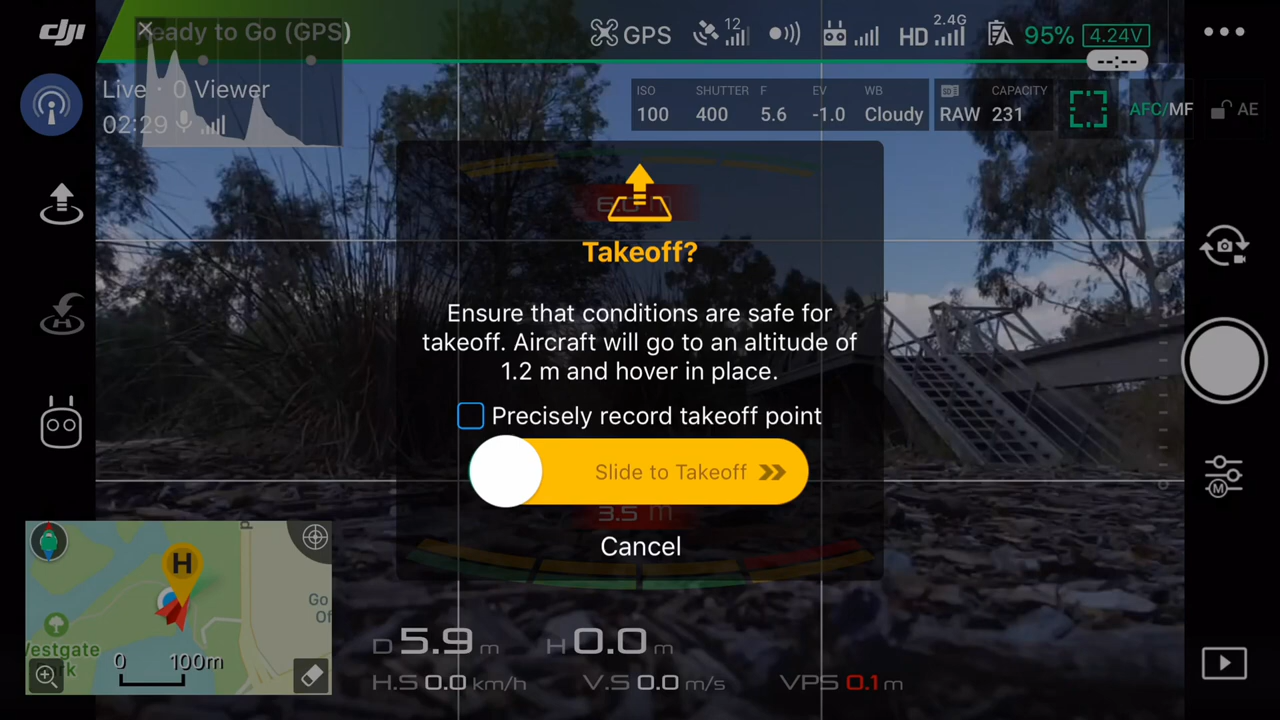 dji
eady to Go (GPS)
GPS
12
HD
2.4G
95%
4.24V
--:--
Live · 0 Viewer
02:29
ISO
100
SHUTTER
400
F
5.6
EV
-1.0
WB
Cloudy
RAW
CAPACITY
231
AFC/MF
AE
Takeoff?
Ensure that conditions are safe for
takeoff. Aircraft will go to an altitude of
1.2 m and hover in place.
Precisely record takeoff point
Slide to Takeoff
3.5 m
Cancel
M
H
Go
Of
Westgate
0 100m
D 5.9 m
H 0.0 m
H.S 0.0 km/h
V.S 0.0 m/s
VPS 0.1 m